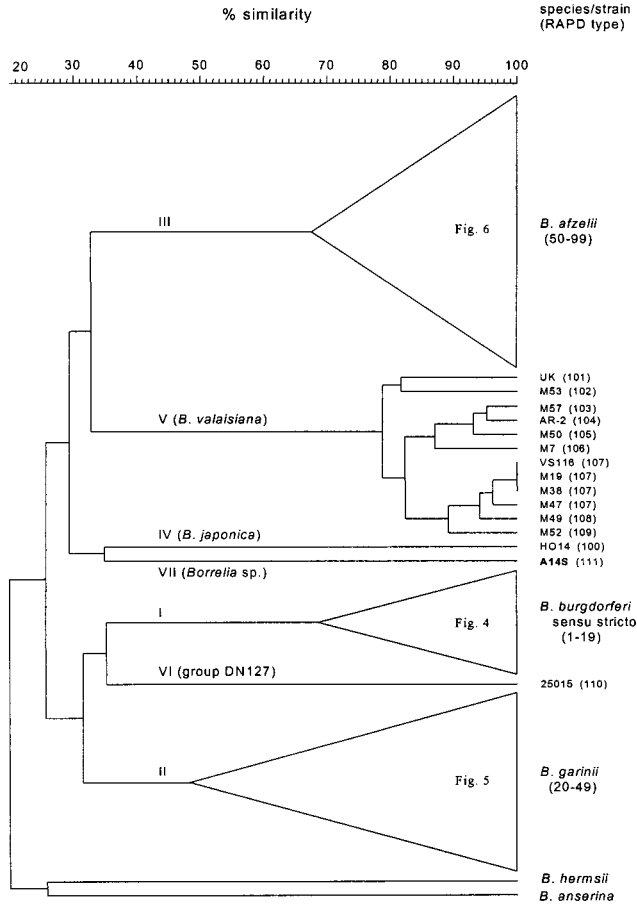 % similarity
species/strain
(RAPD type)
20 30 40 50 60 70 80 90 100
III
Fig. 6
B. afzelii
(50-99)
UK (101)
M53 (102)
V (B. valaisiana)
M57 (103)
AR-2 (104)
M50 (105)
M7 (106)
VS116 (107)
M19 (107)
M38 (107)
M47 (107)
M49 (108)
M52 (109)
IV (B. japonica)
HO14 (100)
A14S (111)
VII (Borrelia sp.)
I
Fig. 4
B. burgdorferi
sensu stricto
(1-19)
VI (group DN127)
25015 (110)
II
Fig. 5
B. garinii
(20-49)
B. hermsii
B. anserina